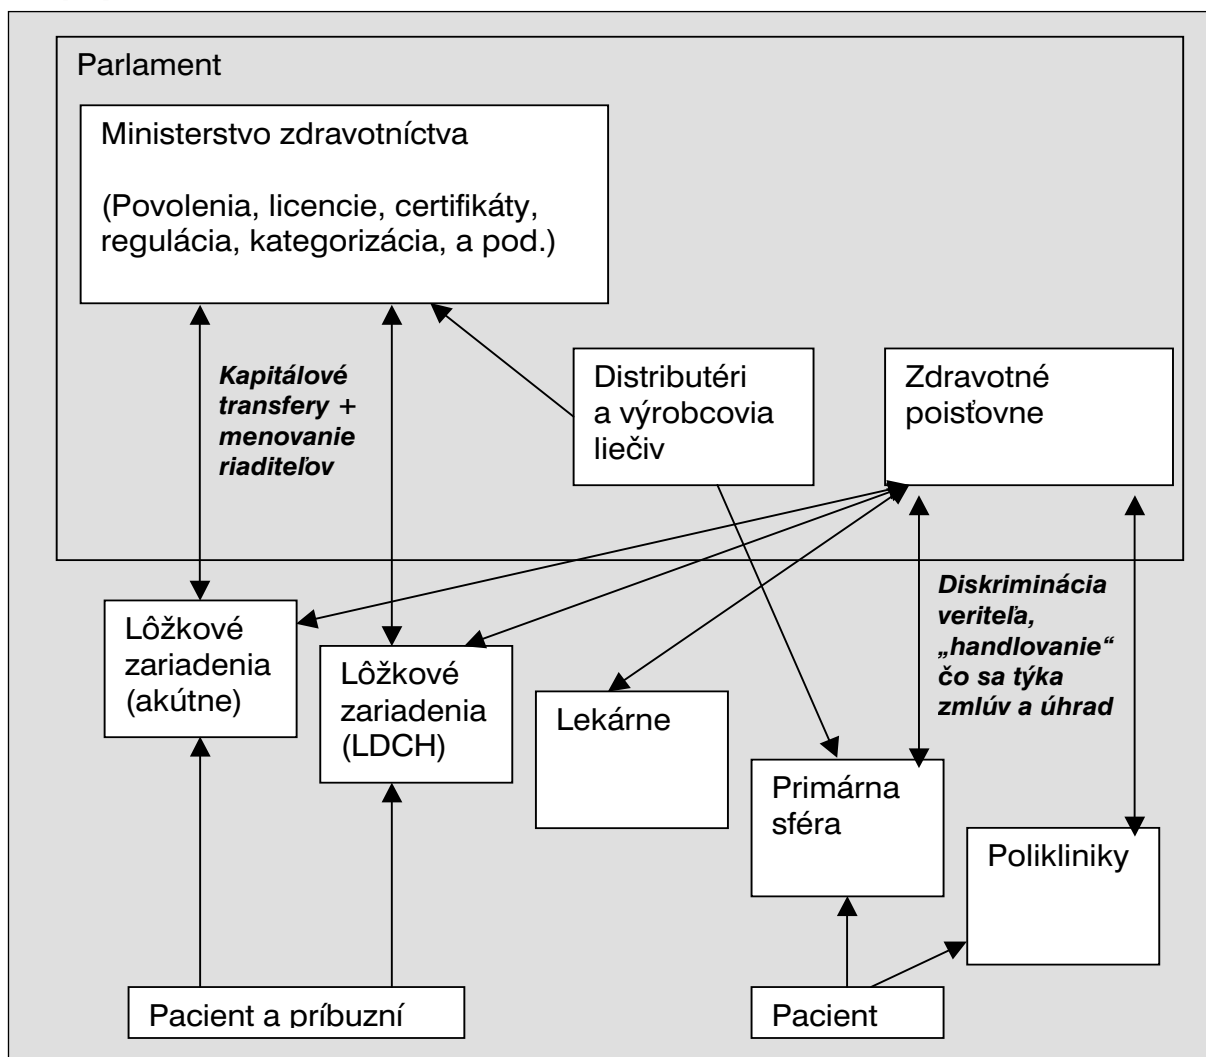 Parlament
Ministerstvo zdravotníctva
(Povolenia, licencie, certifikáty,
regulácia, kategorizácia, a pod.)
Kapitálové
transfery +
menovanie
riaditeľov
Distributéri
a výrobcovia
liečiv
Zdravotné
poisťovne
Diskriminácia
veriteľa,
„handlovanie“
čo sa týka
zmlúv a úhrad
Lôžkové
zariadenia
(akútne)
Lôžkové
zariadenia
(LDCH)
Lekárne
Primárna
sféra
Polikliniky
Pacient a príbuzní
Pacient